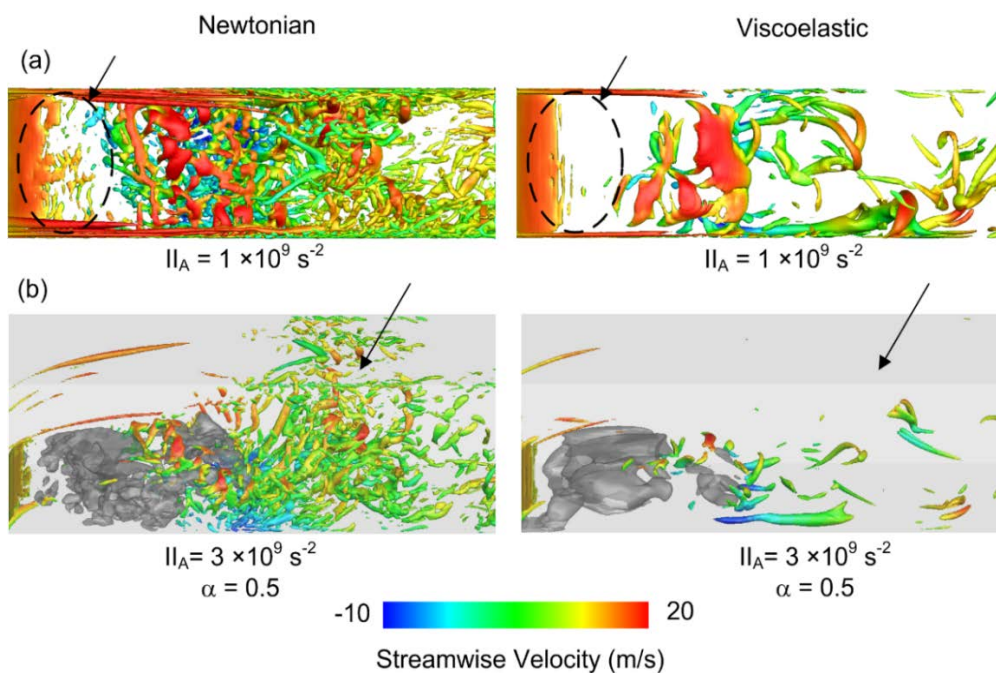 Newtonian Viscoelastic
(a)
II_A = 1 ×10⁹ s⁻² II_A = 1 ×10⁹ s⁻²
(b)
II_A= 3 ×10⁹ s⁻² II_A= 3 ×10⁹ s⁻²
α = 0.5 α = 0.5
-10 20
Streamwise Velocity (m/s)